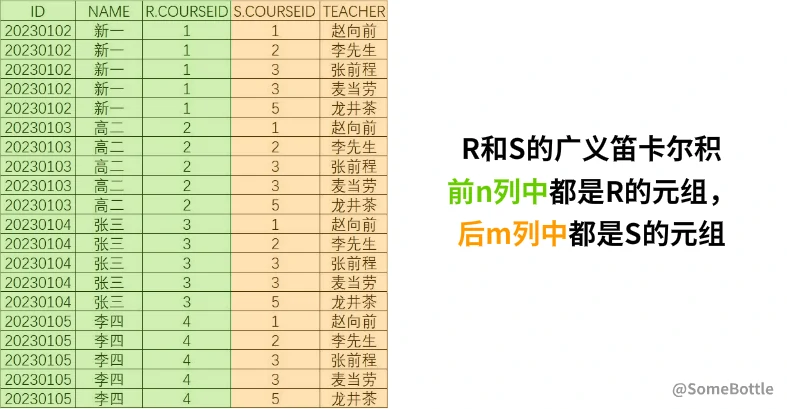 ID NAME R.COURSEID S.COURSEID TEACHER
20230102 新一 1 1 赵向前
20230102 新一 1 2 李先生
20230102 新一 1 3 张前程
20230102 新一 1 3 麦当劳
20230102 新一 1 5 龙井茶
20230103 高二 2 1 赵向前
20230103 高二 2 2 李先生
20230103 高二 2 3 张前程
20230103 高二 2 3 麦当劳
20230103 高二 2 5 龙井茶
20230104 张三 3 1 赵向前
20230104 张三 3 2 李先生
20230104 张三 3 3 张前程
20230104 张三 3 3 麦当劳
20230104 张三 3 5 龙井茶
20230105 李四 4 1 赵向前
20230105 李四 4 2 李先生
20230105 李四 4 3 张前程
20230105 李四 4 3 麦当劳
20230105 李四 4 5 龙井茶
R和S的广义笛卡尔积
前n列中都是R的元组，
后m列中都是S的元组
@SomeBottle